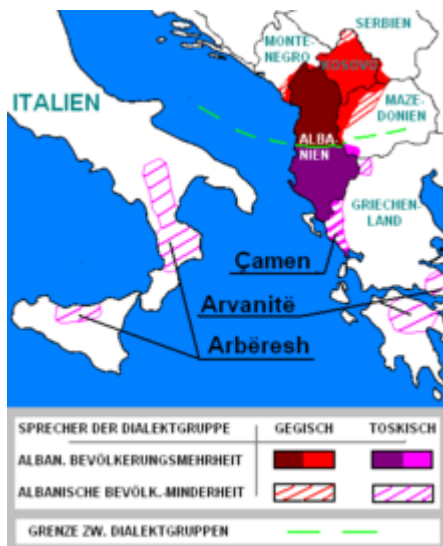 SERBIEN
MONTE-
NEGRO
KOSOVO
ITALIEN
MAZE-
DONIEN
ALBA-
NIEN
GRIECHEN-
LAND
Çamen
Arvanitë
Arbëresh
SPRECHER DER DIALEKTGRUPPE GEGISCH TOSKISCH
ALBAN. BEVÖLKERUNGSMEHRHEIT
ALBANISCHE BEVÖLK.-MINDERHEIT
GRENZE ZW. DIALEKTGRUPPEN